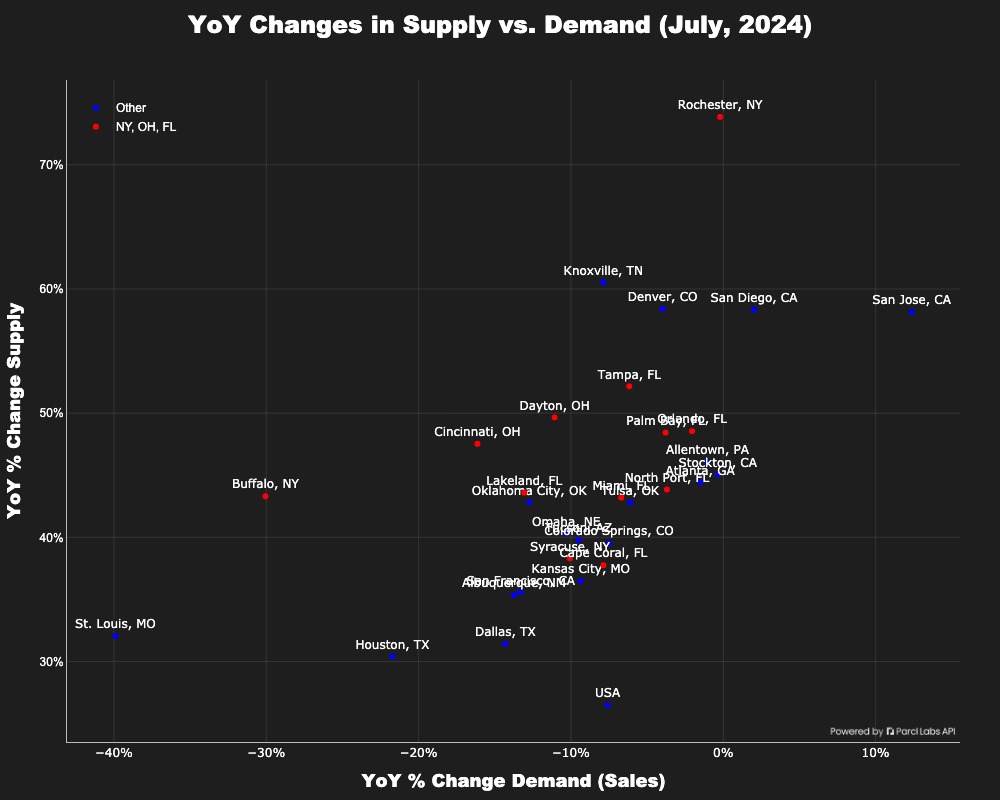 YoY Changes in Supply vs. Demand (July, 2024)
Other
NY, OH, FL
Rochester, NY
70%
Knoxville, TN
60%
Denver, CO
San Diego, CA
San Jose, CA
Tampa, FL
Dayton, OH
50%
Palm Bay, FL
Orlando, FL
Cincinnati, OH
Allentown, PA
Stockton, CA
Atlanta, GA
North Port, FL
Buffalo, NY
Lakeland, FL
Miami, FL
Oklahoma City, OK
Tulsa, OK
Omaha, NE
Tucson, AZ
Colorado Springs, CO
40%
Syracuse, NY
Cape Coral, FL
Kansas City, MO
San Francisco, CA
Albuquerque, NM
St. Louis, MO
Dallas, TX
Houston, TX
30%
USA
YoY % Change Supply
Powered by Parcl Labs API
−40%
−30%
−20%
−10%
0%
10%
YoY % Change Demand (Sales)